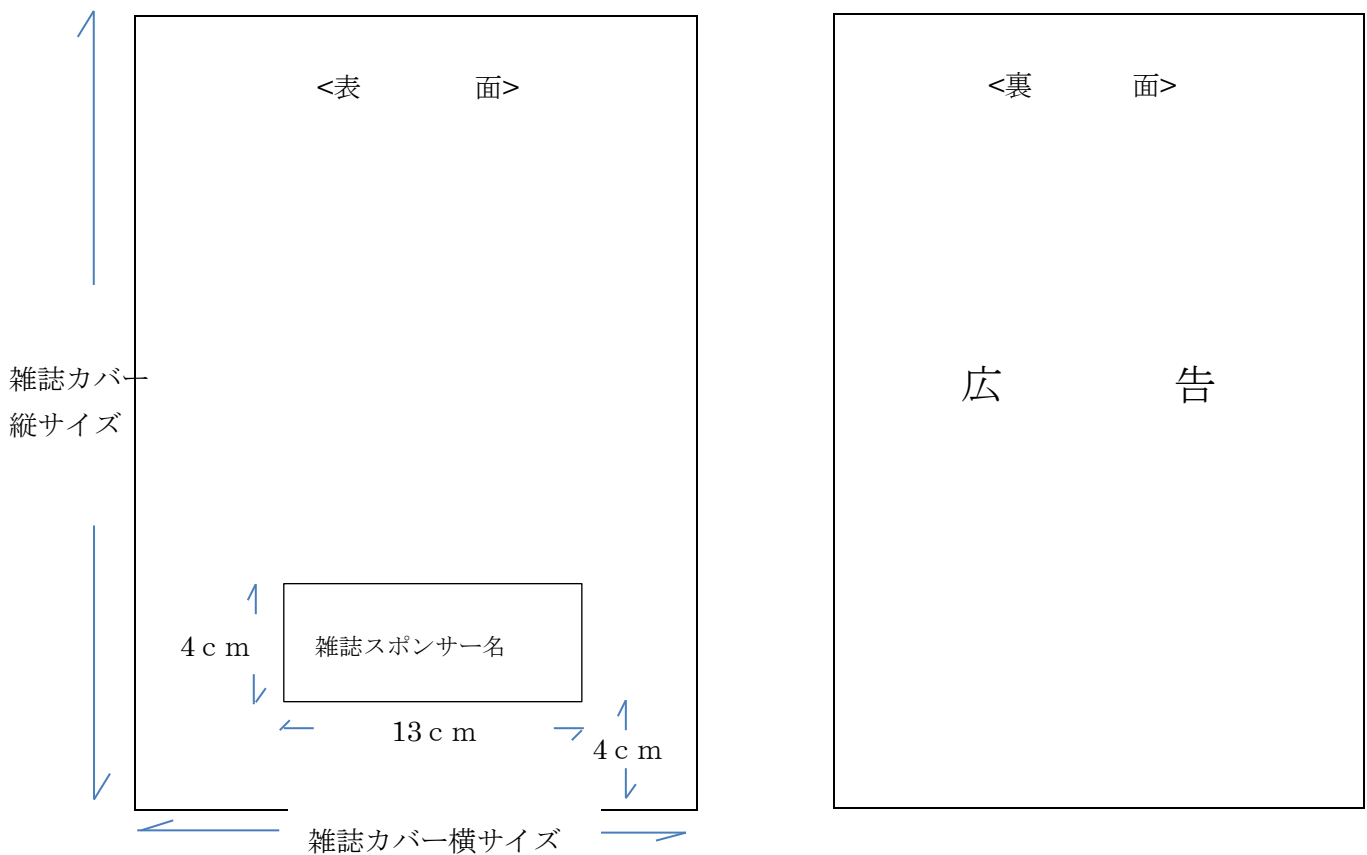 <表　　　　面>
雑誌カバー
縦サイズ
4ｃｍ
雑誌スポンサー名
13ｃｍ
4ｃｍ
雑誌カバー横サイズ
<裏　　　　面>
広　　　　告